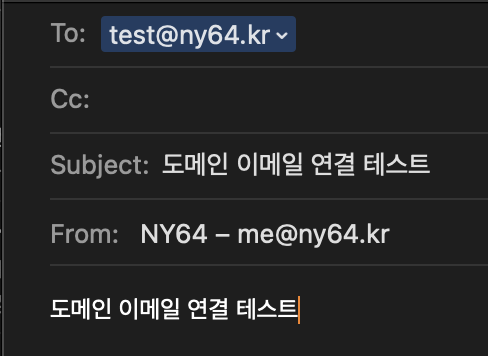 To: test@ny64.kr
Cc:
Subject: 도메인 이메일 연결 테스트
From: NY64 – me@ny64.kr
도메인 이메일 연결 테스트